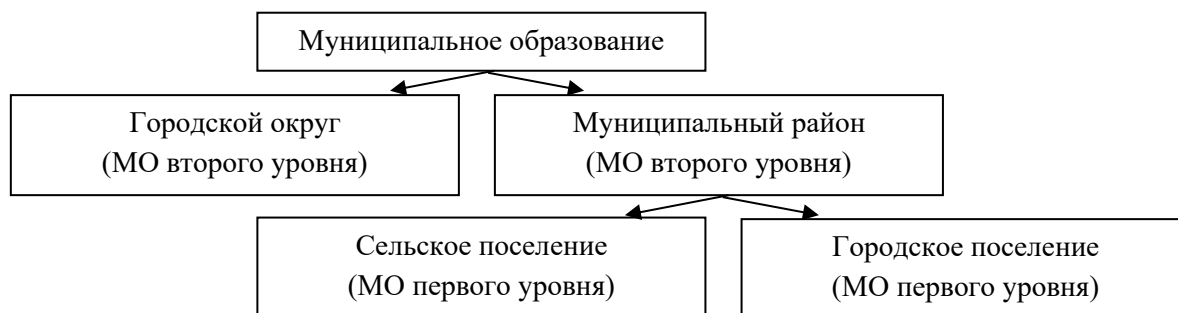 Муниципальное образование
Городской округ
(МО второго уровня)
Муниципальный район
(МО второго уровня)
Сельское поселение
(МО первого уровня)
Городское поселение
(МО первого уровня)